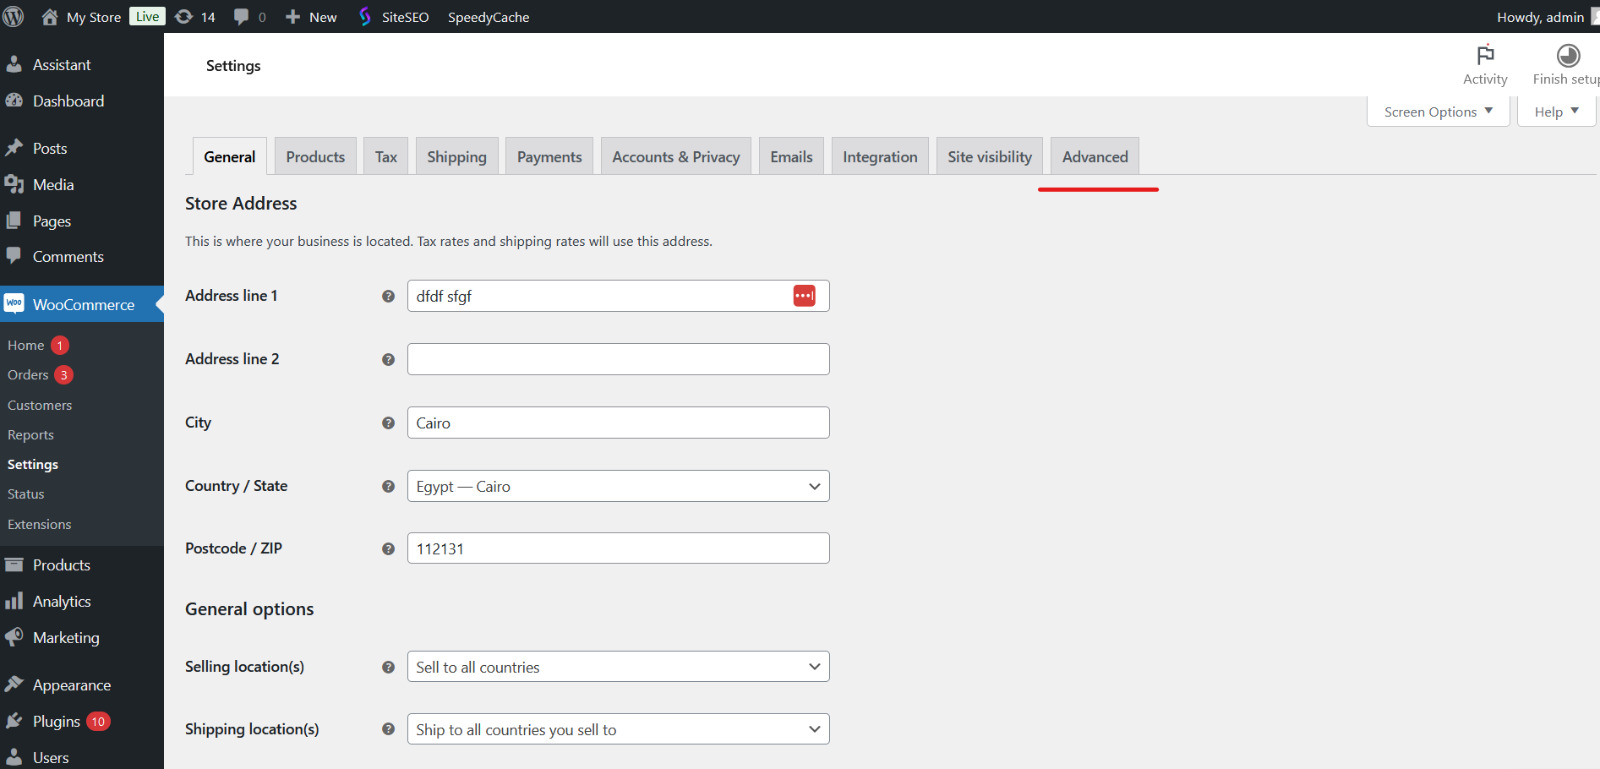 My Store Live 14 0 New SiteSEO SpeedyCache Howdy, admin
Assistant
Dashboard
Posts
Media
Pages
Comments
woo WooCommerce
Home 1
Orders 3
Customers
Reports
Settings
Status
Extensions
Products
Analytics
Marketing
Appearance
Plugins 10
Users
Settings
Activity
Finish setup
Screen Options
Help
General Products Tax Shipping Payments Accounts & Privacy Emails Integration Site visibility Advanced
Store Address
This is where your business is located. Tax rates and shipping rates will use this address.
Address line 1 ? dfdf sfgf
Address line 2 ?
City ? Cairo
Country / State ? Egypt — Cairo
Postcode / ZIP ? 112131
General options
Selling location(s) ? Sell to all countries
Shipping location(s) ? Ship to all countries you sell to